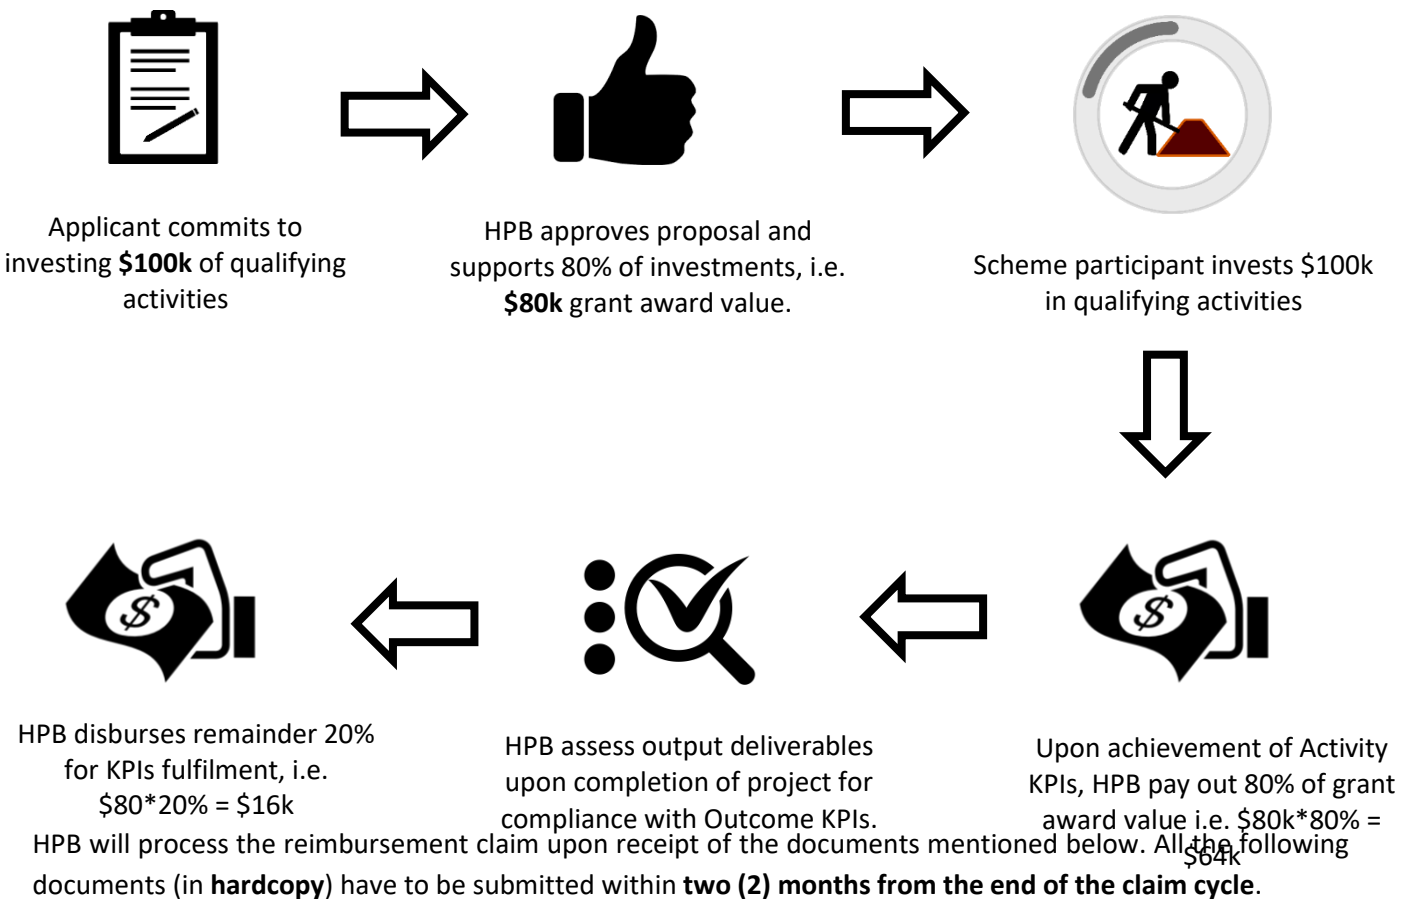 Applicant commits to
investing $100k of qualifying
activities
HPB approves proposal and
supports 80% of investments, i.e.
$80k grant award value.
Scheme participant invests $100k
in qualifying activities
Upon achievement of Activity
KPIs, HPB pay out 80% of grant
award value i.e. $80k*80% =
$64k
HPB assess output deliverables
upon completion of project for
compliance with Outcome KPIs.
HPB disburses remainder 20%
for KPIs fulfilment, i.e.
$80*20% = $16k
$
$
HPB will process the reimbursement claim upon receipt of the documents mentioned below. All the following
documents (in hardcopy) have to be submitted within two (2) months from the end of the claim cycle.